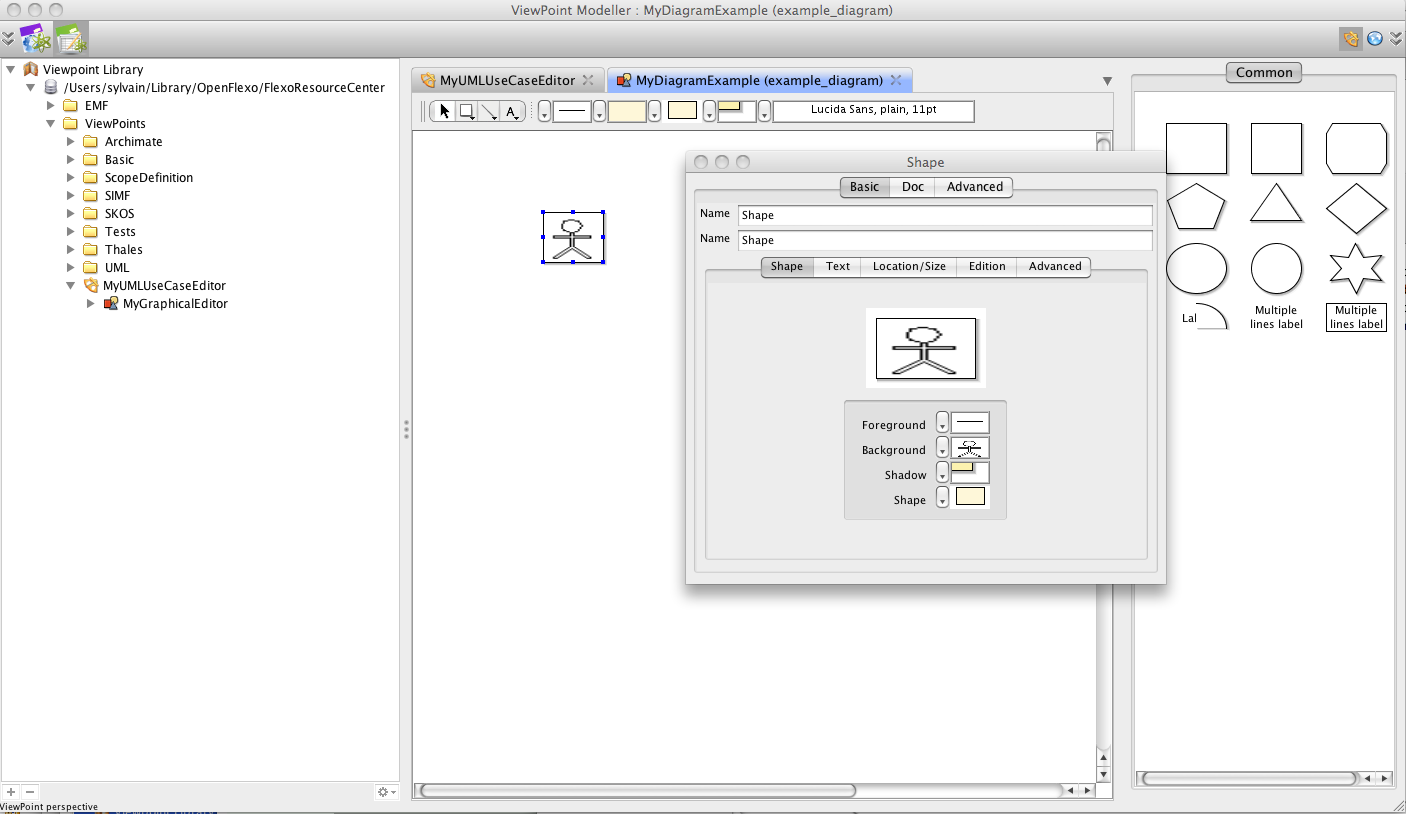 ViewPoint Modeller : MyDiagramExample (example_diagram)
Viewpoint Library
/Users/sylvain/Library/OpenFlexo/FlexoResourceCenter
EMF
ViewPoints
Archimate
Basic
ScopeDefinition
SIMF
SKOS
Tests
Thales
UML
MyUMLUseCaseEditor
MyGraphicalEditor
MyUMLUseCaseEditor
MyDiagramExample (example_diagram)
A
Lucida Sans, plain, 11pt
Shape
Basic Doc Advanced
Name Shape
Name Shape
Shape Text Location/Size Edition Advanced
Foreground
Background
Shadow
Shape
Common
Multiple
lines label
Multiple
lines label
ViewPoint perspective